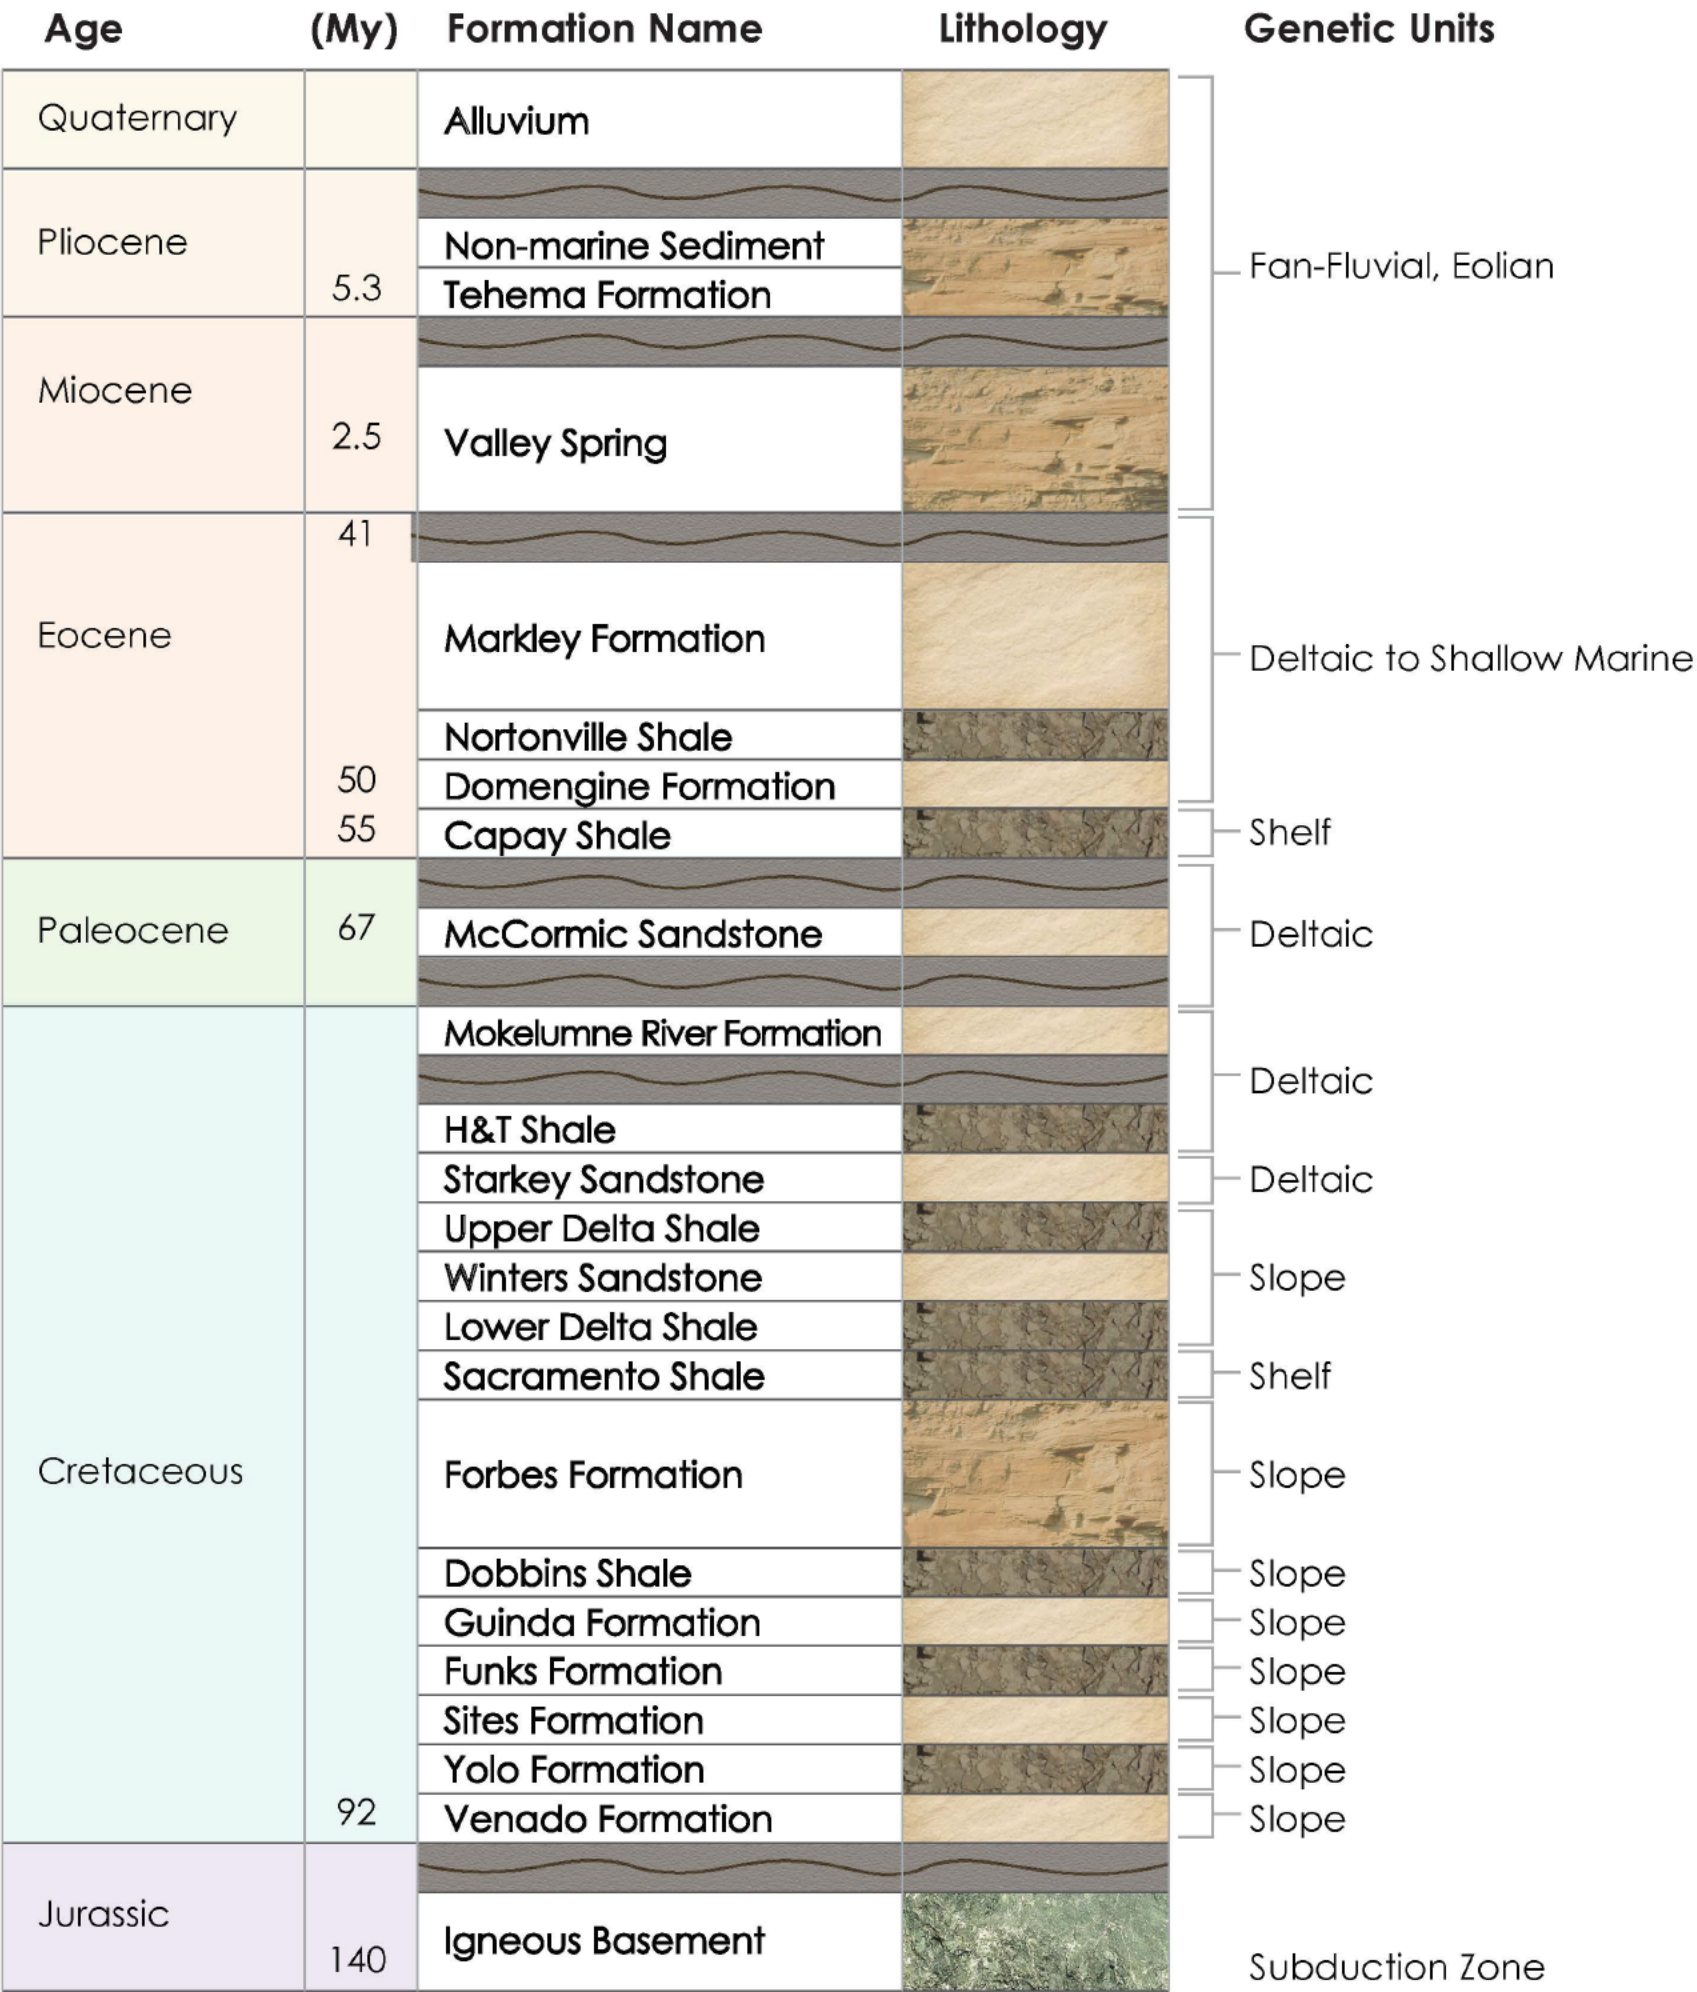 Age (My) Formation Name Lithology Genetic Units
Quaternary Alluvium
Pliocene Non-marine Sediment
Fan-Fluvial, Eolian
5.3 Tehema Formation
Miocene
2.5 Valley Spring
41
Eocene Markley Formation Deltaic to Shallow Marine
Nortonville Shale
50 Domengine Formation
55 Capay Shale Shelf
Paleocene 67 McCormic Sandstone Deltaic
Mokelumne River Formation
Deltaic
H&T Shale
Starkey Sandstone Deltaic
Upper Delta Shale
Winters Sandstone Slope
Lower Delta Shale
Sacramento Shale Shelf
Cretaceous Forbes Formation Slope
Dobbins Shale Slope
Guinda Formation Slope
Funks Formation Slope
Sites Formation Slope
Yolo Formation Slope
92 Venado Formation Slope
Jurassic
140 Igneous Basement Subduction Zone